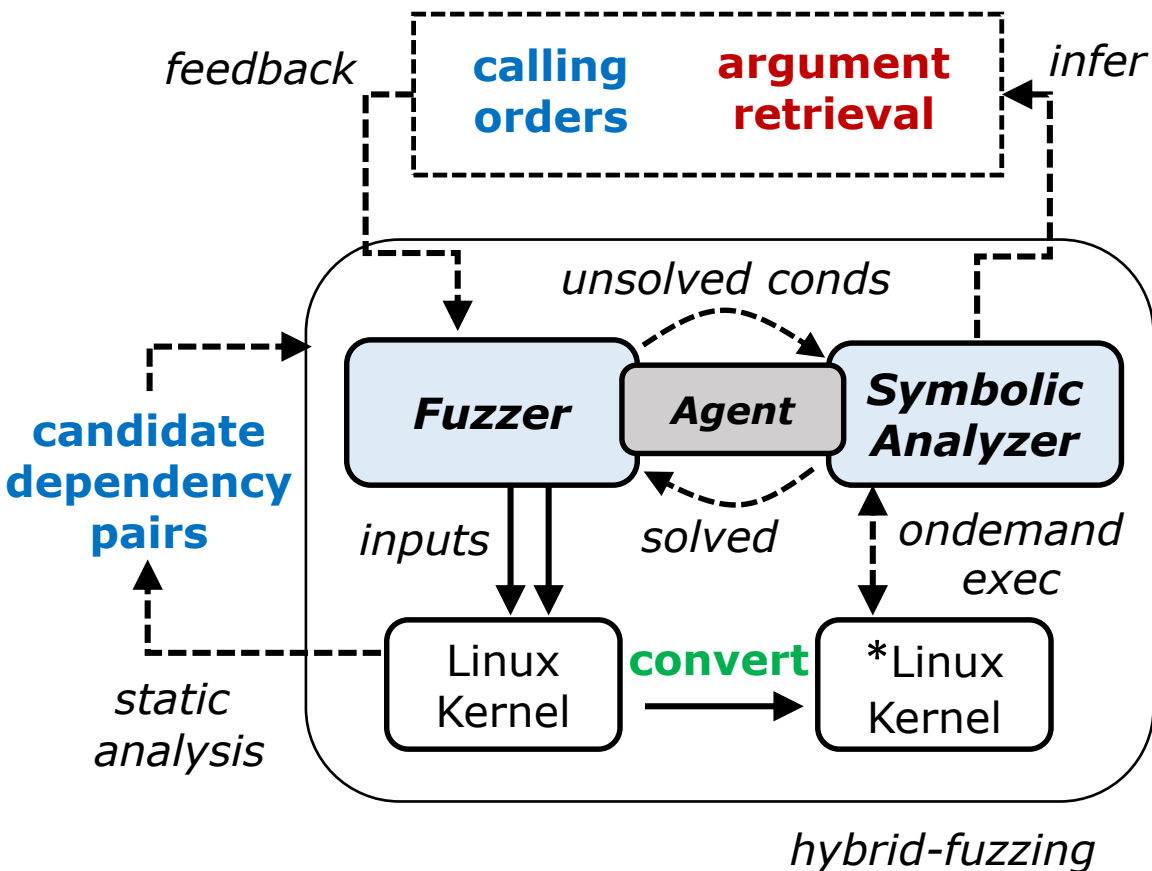 feedback
calling
orders
argument
retrieval
infer
unsolved conds
Fuzzer
Agent
Symbolic
Analyzer
candidate
dependency
pairs
inputs
solved
ondemand
exec
Linux
Kernel
convert
*Linux
Kernel
static
analysis
hybrid-fuzzing